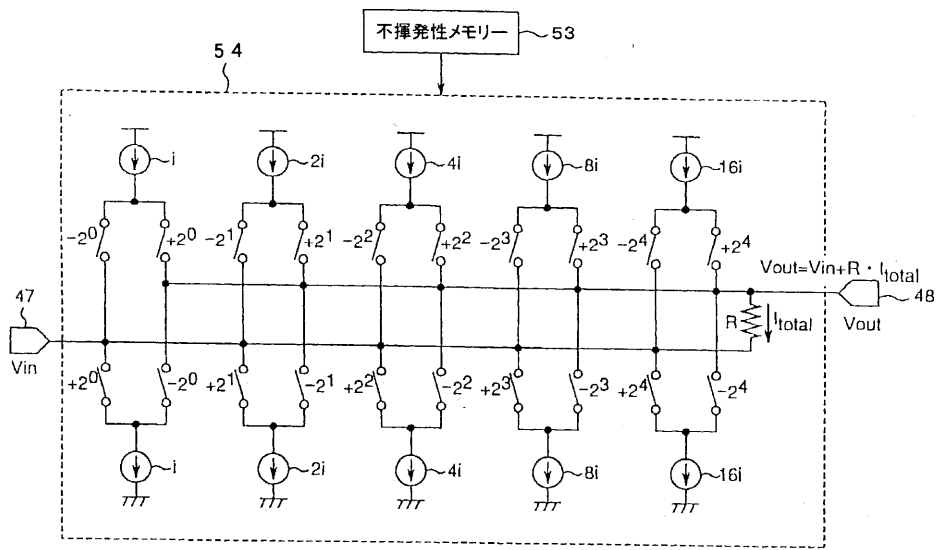 不揮発性メモリー
53
54
i
2i
4i
8i
16i
-2⁰
+2⁰
-2¹
+2¹
-2²
+2²
-2³
+2³
-2⁴
+2⁴
Vout=Vin+R・Itotal
47
48
R
Itotal
Vout
Vin
+2⁰
-2⁰
+2¹
-2¹
+2²
-2²
+2³
-2³
+2⁴
-2⁴
i
2i
4i
8i
16i